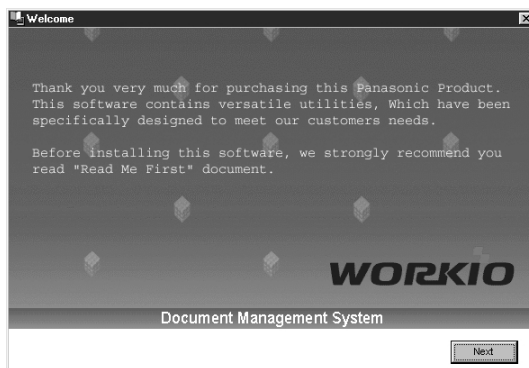 Welcome
Thank you very much for purchasing this Panasonic Product.
This software contains versatile utilities, Which have been
specifically designed to meet our customers needs.
Before installing this software, we strongly recommend you
read "Read Me First" document.
WORKIO
Document Management System
Next